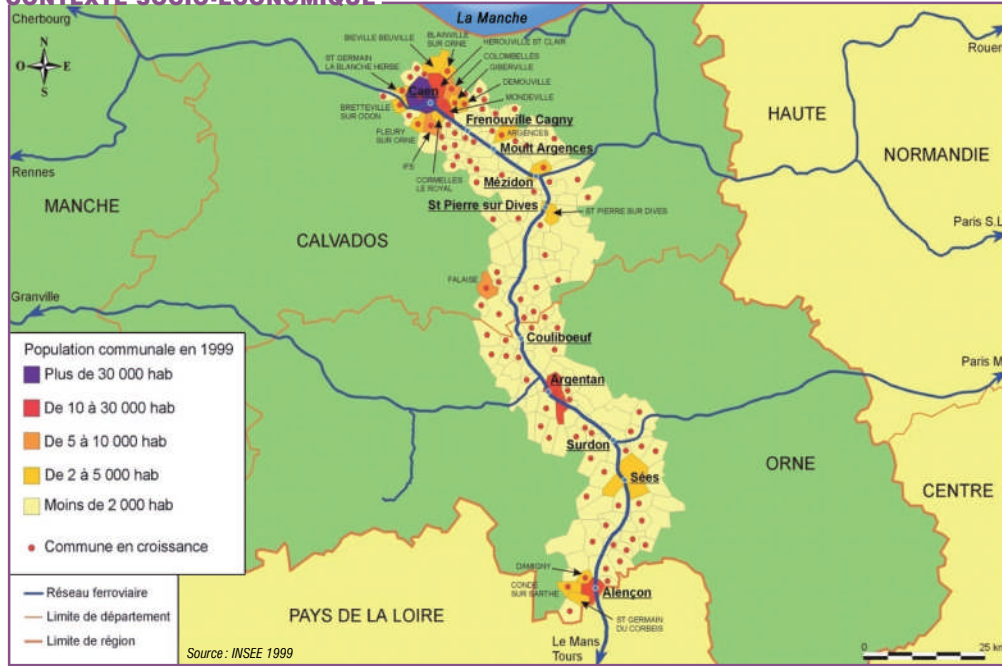 CONTEXTE SOCIO-ÉCONOMIQUE
Cherbourg
La Manche
N
O
E
S
Rouen
BIEVILLE BEUVILLE
BLAINVILLE
SUR ORNE
HEROUVILLE ST CLAIR
COLOMBELLES
GIBERVILLE
DEMOUVILLE
MONDEVILLE
ST GERMAIN
LA BLANCHE HERBE
Caen
BRETTEVILLE
SUR ODON
FLEURY
SUR ORNE
IFS
CORMELLES
LE ROYAL
Frenouville Cagny
ARGENCES
Moult Argences
Mézidon
St Pierre sur Dives
ST PIERRE SUR DIVES
HAUTE
NORMANDIE
Rennes
MANCHE
CALVADOS
Paris S.L
FALAISE
Granville
Couliboeuf
Argentan
Paris M
Surdon
Sées
ORNE
CENTRE
Population communale en 1999
Plus de 30 000 hab
De 10 à 30 000 hab
De 5 à 10 000 hab
De 2 à 5 000 hab
Moins de 2 000 hab
Commune en croissance
Réseau ferroviaire
Limite de département
Limite de région
DAMIGNY
CONDE
SUR SARTHE
Alençon
ST GERMAIN
DU CORBEIS
PAYS DE LA LOIRE
Le Mans
Tours
Source : INSEE 1999
0
25 km